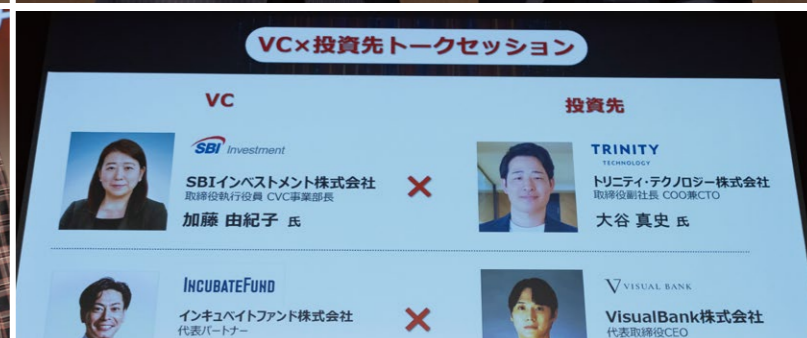 VC×投資先トークセッション
VC
投資先
SBI Investment
SBIインベストメント株式会社
取締役執行役員 CVC事業部長
加藤 由紀子 氏
×
TRINITY
TECHNOLOGY
トリニティ・テクノロジー株式会社
取締役副社長 COO兼CTO
大谷 真史 氏
INCUBATEFUND
インキュベイトファンド株式会社
代表パートナー
×
VISUAL BANK
VisualBank株式会社
代表取締役CEO